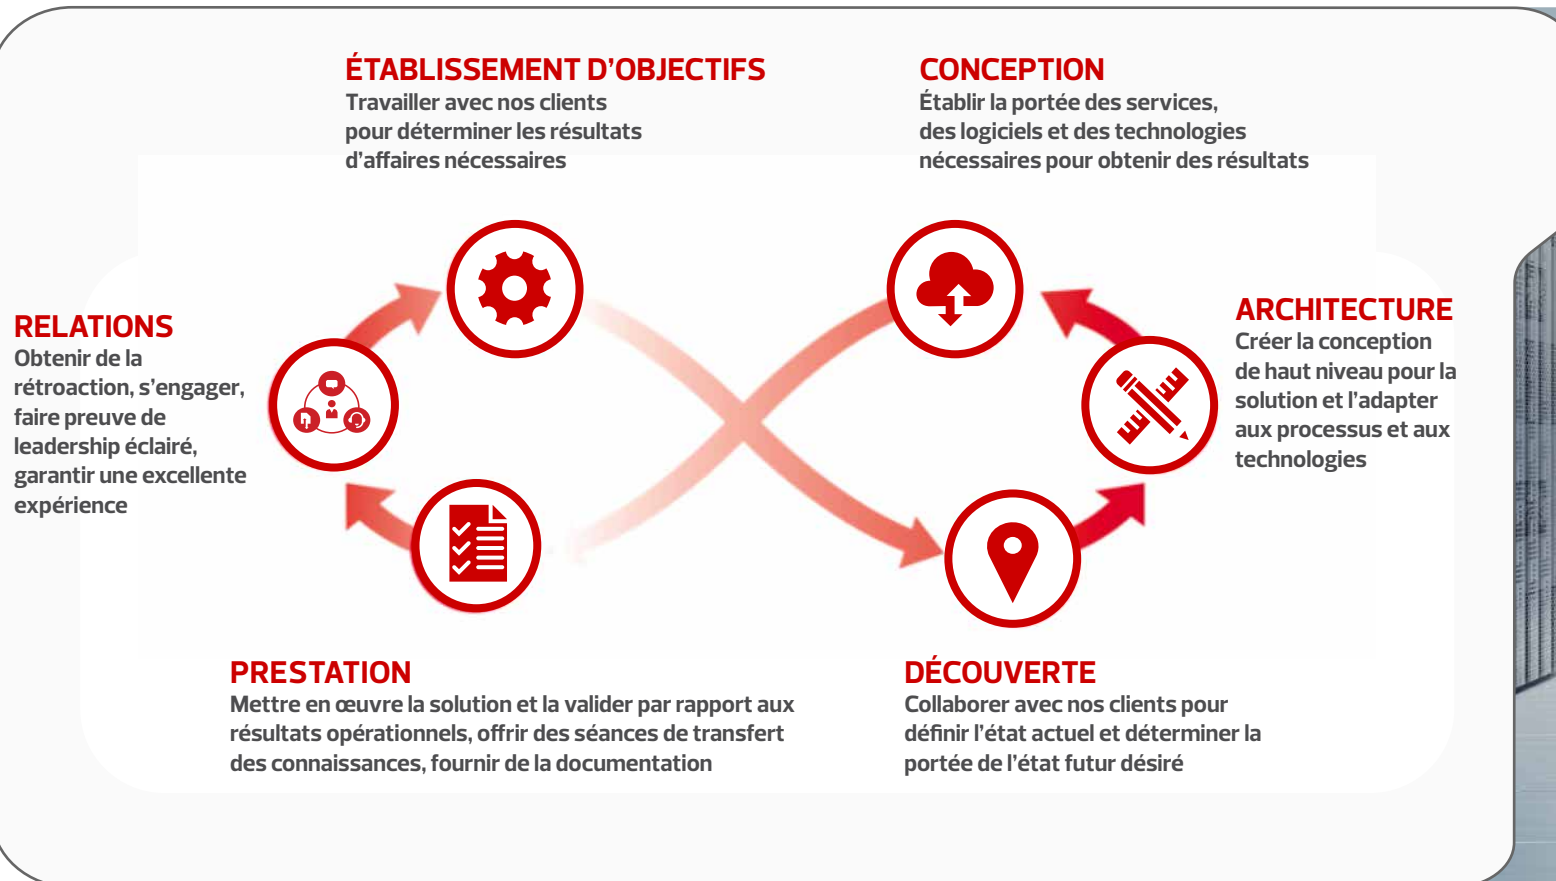 ÉTABLISSEMENT D’OBJECTIFS
Travailler avec nos clients
pour déterminer les résultats
d’affaires nécessaires
CONCEPTION
Établir la portée des services,
des logiciels et des technologies
nécessaires pour obtenir des résultats
RELATIONS
Obtenir de la
rétroaction, s’engager,
faire preuve de
leadership éclairé,
garantir une excellente
expérience
ARCHITECTURE
Créer la conception
de haut niveau pour la
solution et l’adapter
aux processus et aux
technologies
PRESTATION
Mettre en œuvre la solution et la valider par rapport aux
résultats opérationnels, offrir des séances de transfert
des connaissances, fournir de la documentation
DÉCOUVERTE
Collaborer avec nos clients pour
définir l’état actuel et déterminer la
portée de l’état futur désiré